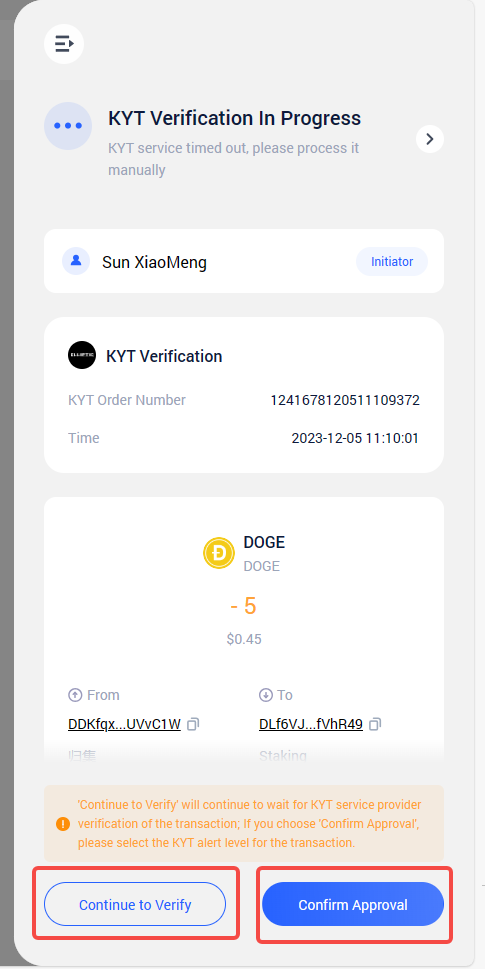 KYT Verification In Progress
KYT service timed out, please process it
manually
Sun XiaoMeng
Initiator
ELLIPTIC
KYT Verification
KYT Order Number
1241678120511109372
Time
2023-12-05 11:10:01
DOGE
DOGE
- 5
$0.45
From
To
DDKfqx...UVvC1W
DLf6VJ...fVhR49
归集
Staking
'Continue to Verify' will continue to wait for KYT service provider
verification of the transaction; If you choose 'Confirm Approval',
please select the KYT alert level for the transaction.
Continue to Verify
Confirm Approval